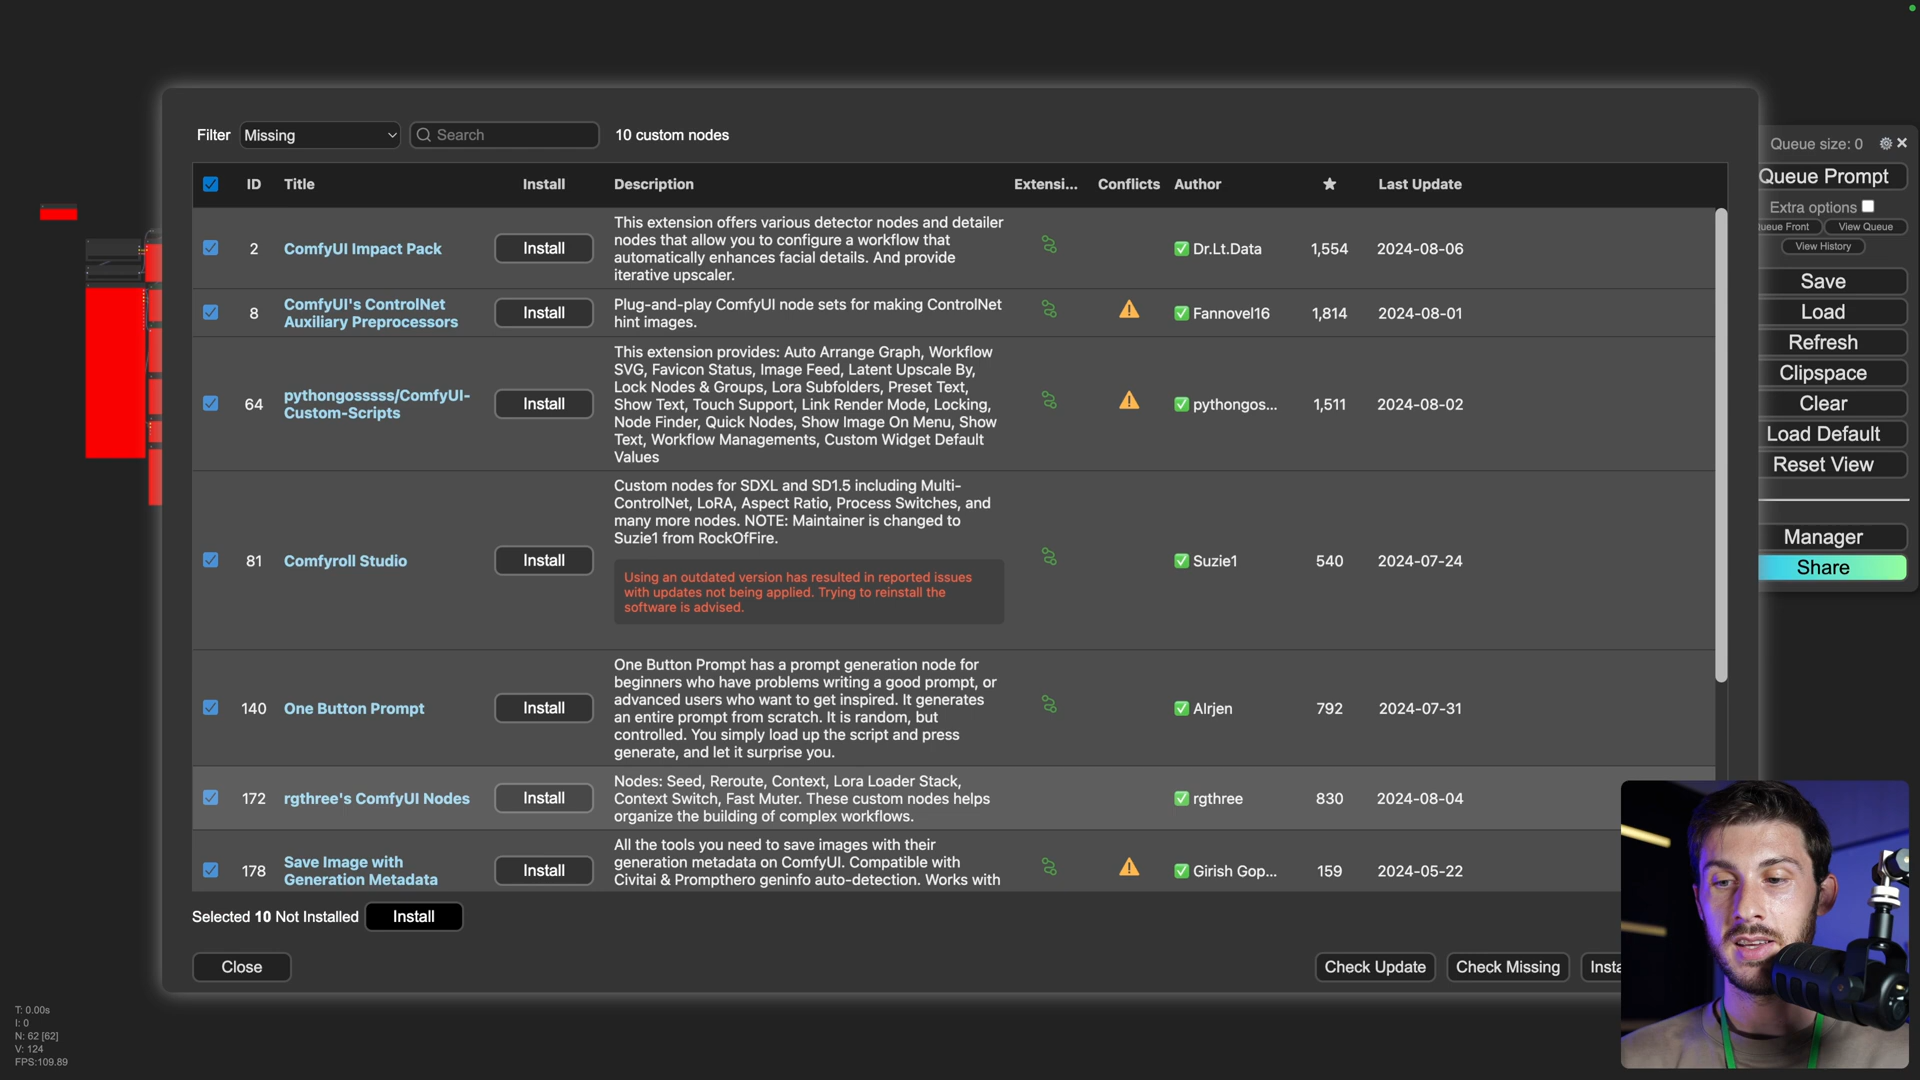 Filter Missing Search 10 custom nodes
ID Title Install Description Extensi... Conflicts Author ★ Last Update
2 ComfyUI Impact Pack Install
This extension offers various detector nodes and detailer
nodes that allow you to configure a workflow that
automatically enhances facial details. And provide
iterative upscaler.
Dr.Lt.Data 1,554 2024-08-06
8 ComfyUI's ControlNet
Auxiliary Preprocessors
Install
Plug-and-play ComfyUI node sets for making ControlNet
hint images.
Fannovel16 1,814 2024-08-01
64 pythongosssss/ComfyUI-
Custom-Scripts
Install
This extension provides: Auto Arrange Graph, Workflow
SVG, Favicon Status, Image Feed, Latent Upscale By,
Lock Nodes & Groups, Lora Subfolders, Preset Text,
Show Text, Touch Support, Link Render Mode, Locking,
Node Finder, Quick Nodes, Show Image On Menu, Show
Text, Workflow Managements, Custom Widget Default
Values
pythongos... 1,511 2024-08-02
81 Comfyroll Studio Install
Custom nodes for SDXL and SD1.5 including Multi-
ControlNet, LoRA, Aspect Ratio, Process Switches, and
many more nodes. NOTE: Maintainer is changed to
Suzie1 from RockOfFire.
Using an outdated version has resulted in reported issues
with updates not being applied. Trying to reinstall the
software is advised.
Suzie1 540 2024-07-24
140 One Button Prompt Install
One Button Prompt has a prompt generation node for
beginners who have problems writing a good prompt, or
advanced users who want to get inspired. It generates
an entire prompt from scratch. It is random, but
controlled. You simply load up the script and press
generate, and let it surprise you.
Alrjen 792 2024-07-31
172 rgthree's ComfyUI Nodes Install
Nodes: Seed, Reroute, Context, Lora Loader Stack,
Context Switch, Fast Muter. These custom nodes helps
organize the building of complex workflows.
rgthree 830 2024-08-04
178 Save Image with
Generation Metadata
Install
All the tools you need to save images with their
generation metadata on ComfyUI. Compatible with
Civitai & Prompthero geninfo auto-detection. Works with
Girish Gop... 159 2024-05-22
Selected 10 Not Installed Install
Close Check Update Check Missing Insta
Queue size: 0
Queue Prompt
Extra options
ueue Front View Queue
View History
Save
Load
Refresh
Clipspace
Clear
Load Default
Reset View
Manager
Share
T: 0.00s
I: 0
N: 62 [62]
V: 124
FPS:109.89